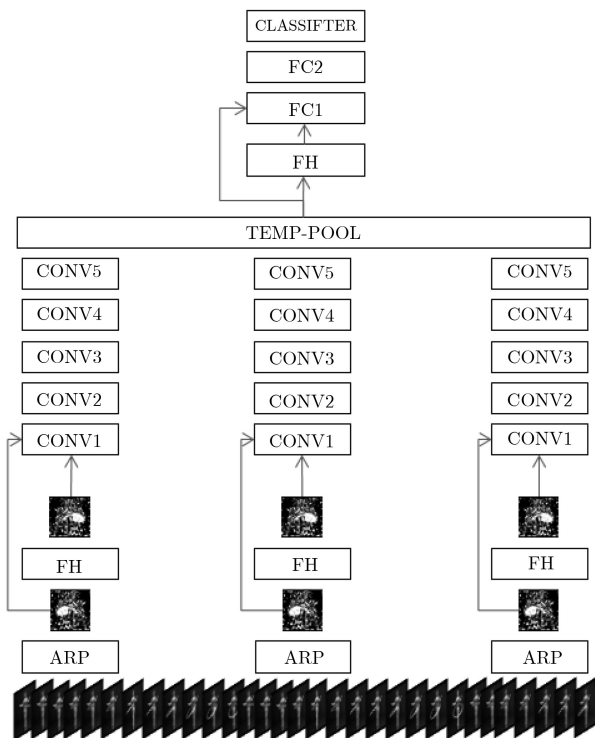 CLASSIFTER
FC2
FC1
FH
TEMP-POOL
CONV5 CONV5 CONV5
CONV4 CONV4 CONV4
CONV3 CONV3 CONV3
CONV2 CONV2 CONV2
CONV1 CONV1 CONV1
FH FH FH
ARP ARP ARP